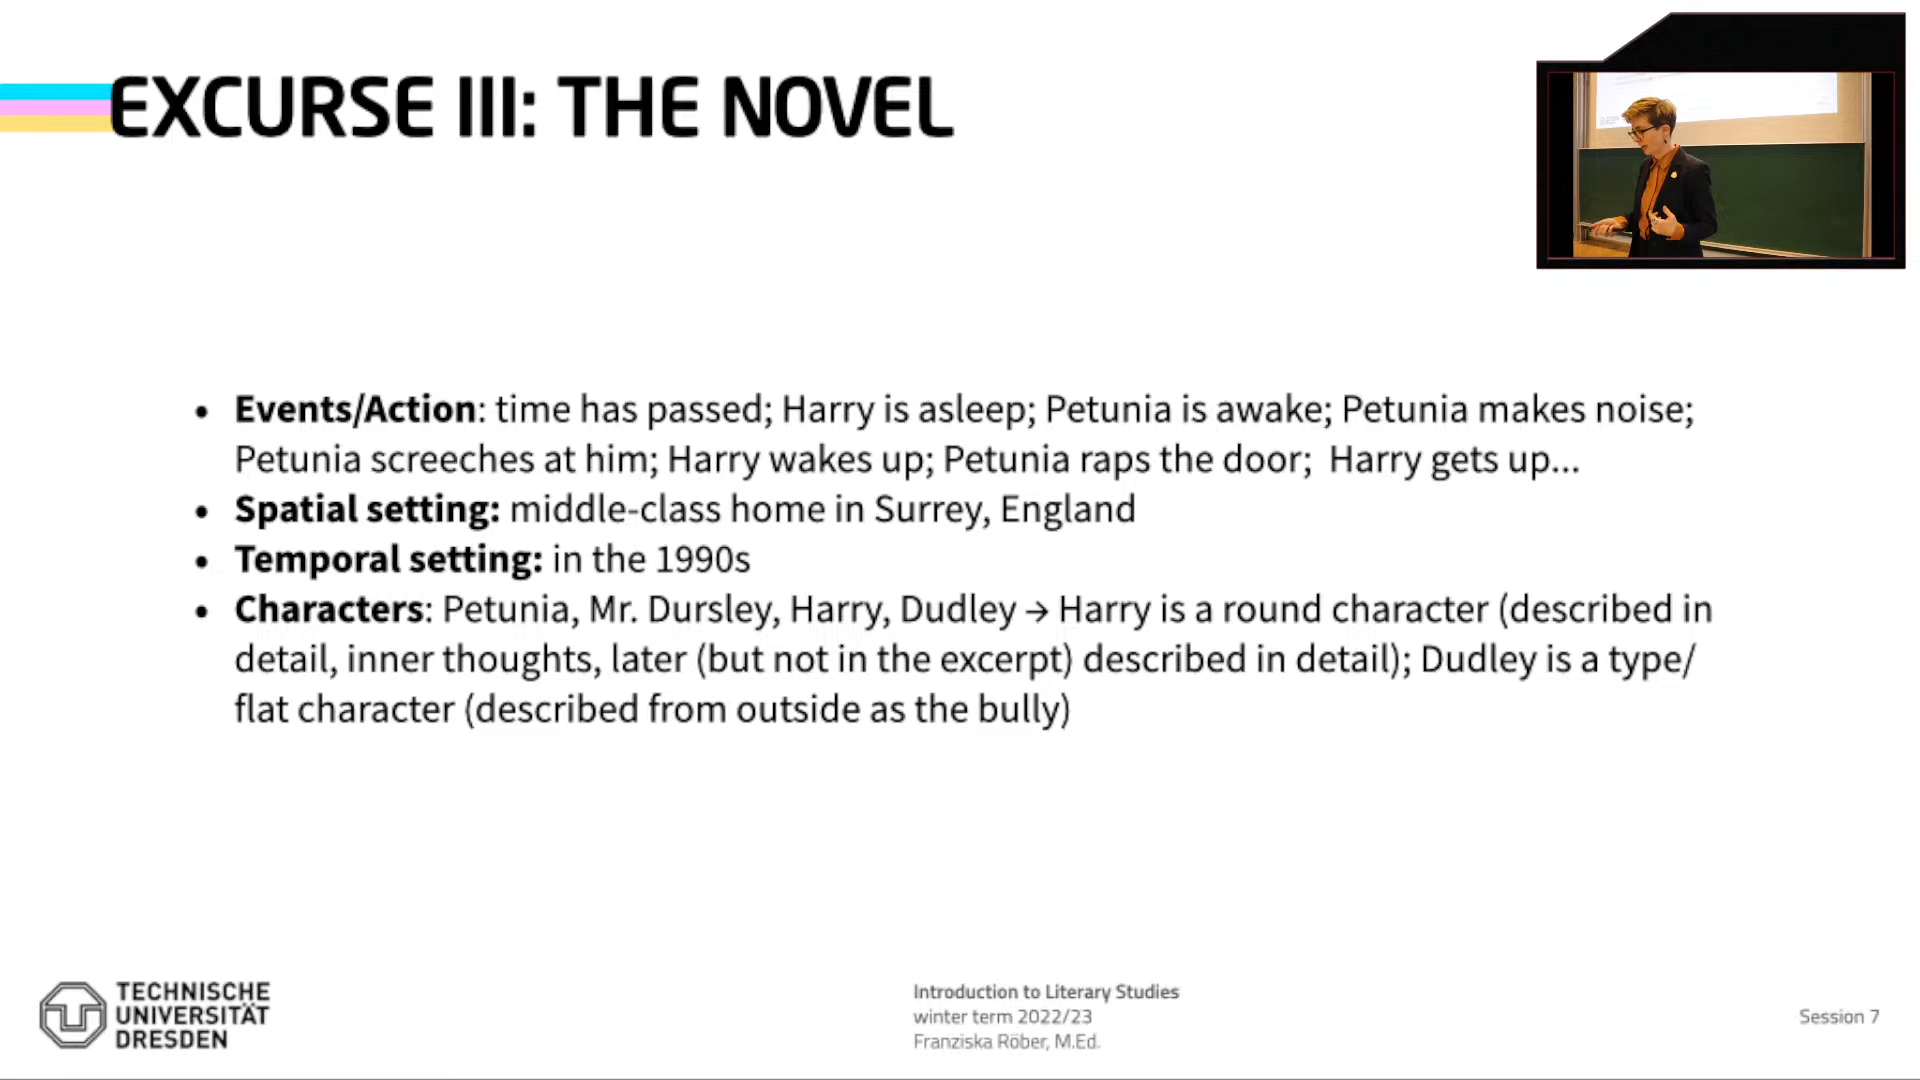 EXCURSE III: THE NOVEL
• Events/Action: time has passed; Harry is asleep; Petunia is awake; Petunia makes noise;
Petunia screeches at him; Harry wakes up; Petunia raps the door;  Harry gets up...
• Spatial setting: middle-class home in Surrey, England
• Temporal setting: in the 1990s
• Characters: Petunia, Mr. Dursley, Harry, Dudley → Harry is a round character (described in
detail, inner thoughts, later (but not in the excerpt) described in detail); Dudley is a type/
flat character (described from outside as the bully)
TECHNISCHE
UNIVERSITÄT
DRESDEN
Introduction to Literary Studies
winter term 2022/23
Franziska Röber, M.Ed.
Session 7